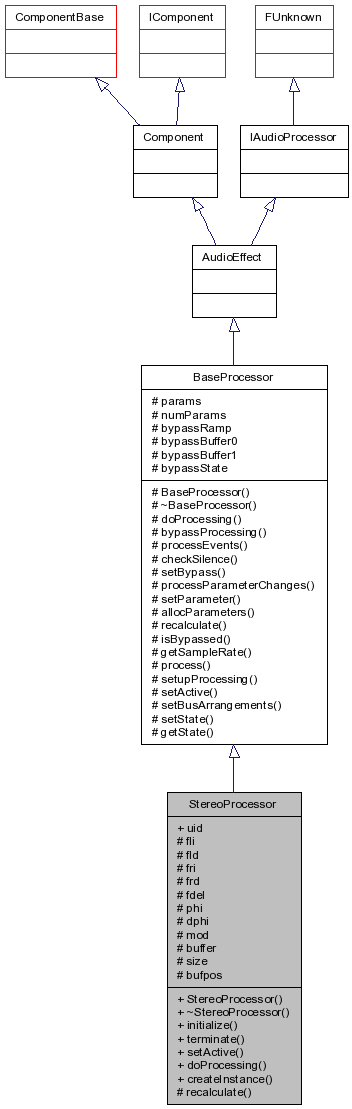 ComponentBase
IComponent
FUnknown
Component
IAudioProcessor
AudioEffect
BaseProcessor
# params
# numParams
# bypassRamp
# bypassBuffer0
# bypassBuffer1
# bypassState
# BaseProcessor()
# ~BaseProcessor()
# doProcessing()
# bypassProcessing()
# processEvents()
# checkSilence()
# setBypass()
# processParameterChanges()
# setParameter()
# allocParameters()
# recalculate()
# isBypassed()
# getSampleRate()
# process()
# setupProcessing()
# setActive()
# setBusArrangements()
# setState()
# getState()
StereoProcessor
+ uid
# fli
# fld
# fri
# frd
# fdel
# phi
# dphi
# mod
# buffer
# size
# bufpos
+ StereoProcessor()
+ ~StereoProcessor()
+ initialize()
+ terminate()
+ setActive()
+ doProcessing()
+ createInstance()
# recalculate()